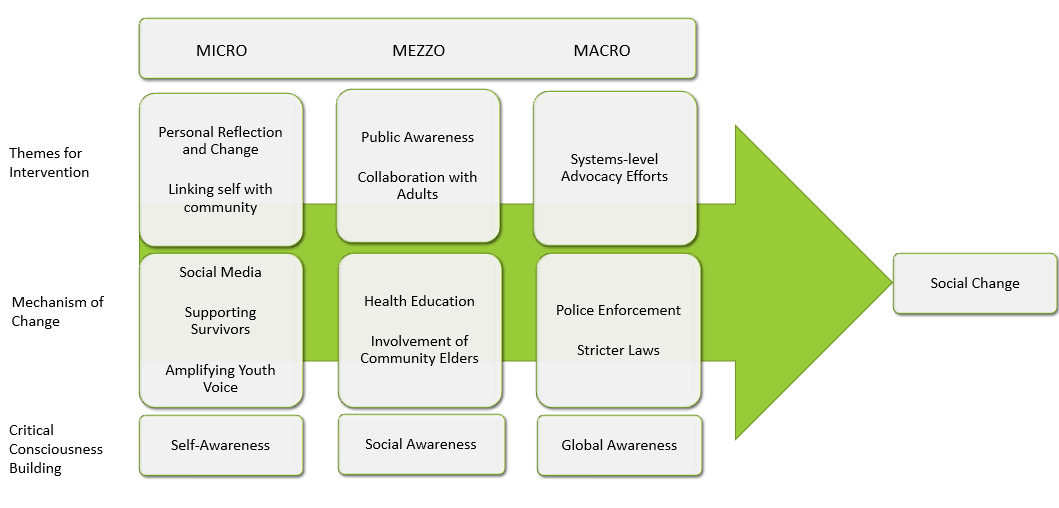 MICRO
MEZZO
MACRO
Themes for
Intervention
Personal Reflection
and Change
Linking self with
community
Public Awareness
Collaboration with
Adults
Systems-level
Advocacy Efforts
Mechanism of
Change
Social Media
Supporting
Survivors
Amplifying Youth
Voice
Health Education
Involvement of
Community Elders
Police Enforcement
Stricter Laws
Social Change
Critical
Consciousness
Building
Self-Awareness
Social Awareness
Global Awareness